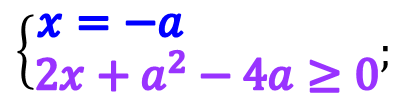 {x = −a
2x + a² − 4a ≥ 0;